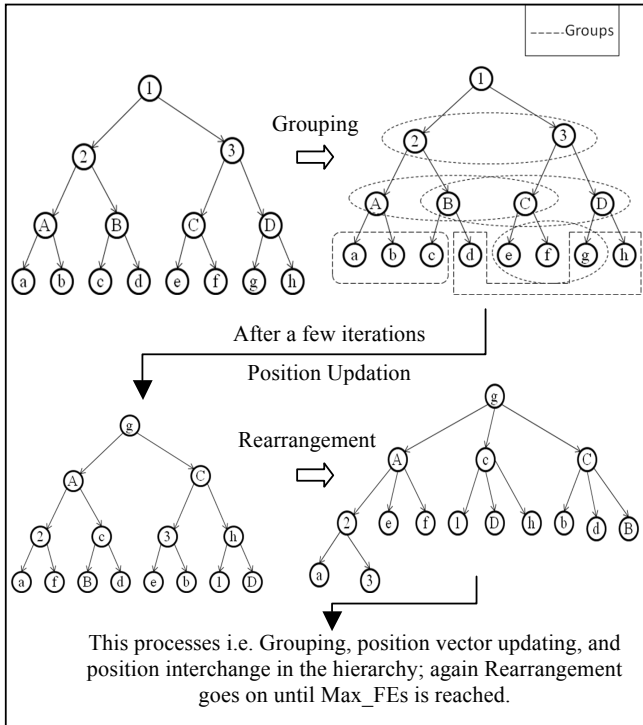 -----Groups
1
1
Grouping
2
3
2
3
A
B
C
D
A
B
C
D
a
b
c
d
e
f
g
h
a
b
c
d
e
f
g
h
After a few iterations
Position Updation
g
g
Rearrangement
A
C
A
c
C
2
c
3
h
2
e
f
1
D
h
b
d
B
a
f
B
d
e
b
1
D
a
3
This processes i.e. Grouping, position vector updating, and
position interchange in the hierarchy; again Rearrangement
goes on until Max_FEs is reached.